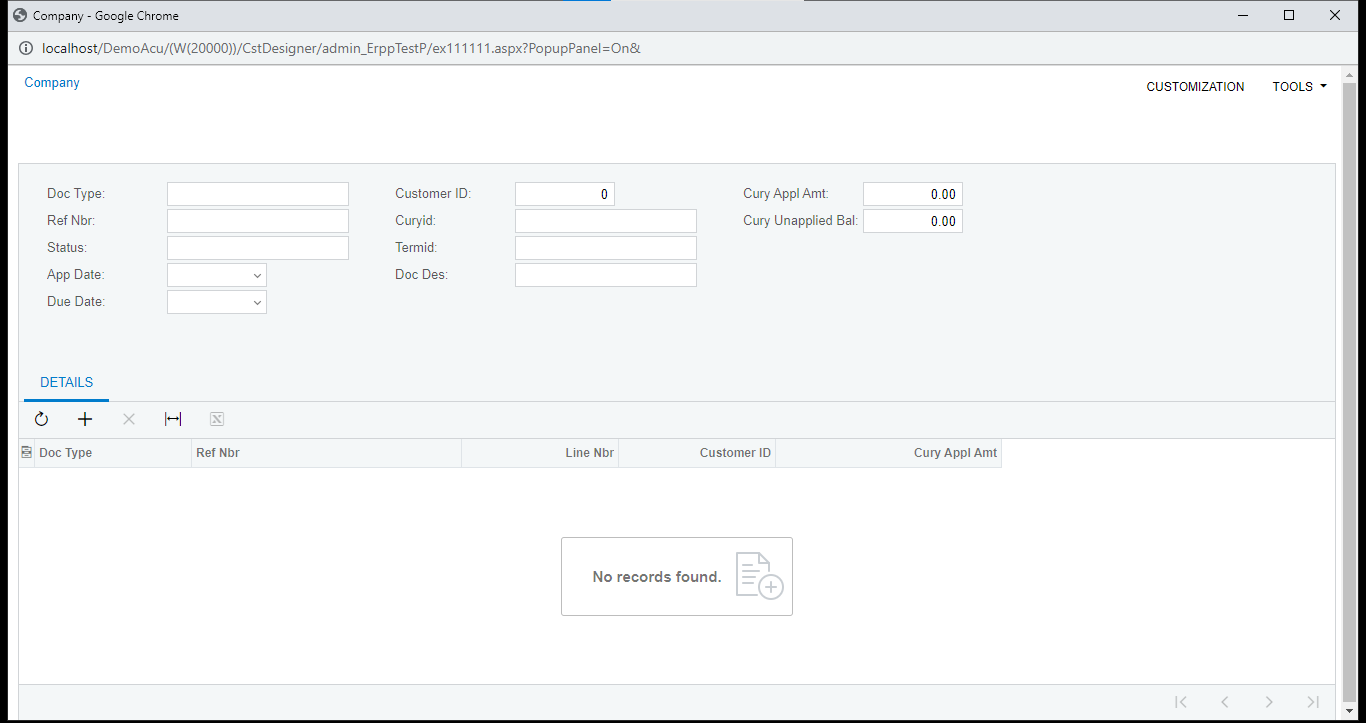 Company - Google Chrome
localhost/DemoAcu/(W(20000))/CstDesigner/admin_ErppTestP/ex111111.aspx?PopupPanel=On&
Company
CUSTOMIZATION TOOLS
Doc Type: Customer ID: 0 Cury Appl Amt: 0.00
Ref Nbr: Curyid: Cury Unapplied Bal: 0.00
Status: Termid:
App Date: Doc Des:
Due Date:
DETAILS
Doc Type Ref Nbr Line Nbr Customer ID Cury Appl Amt
No records found.